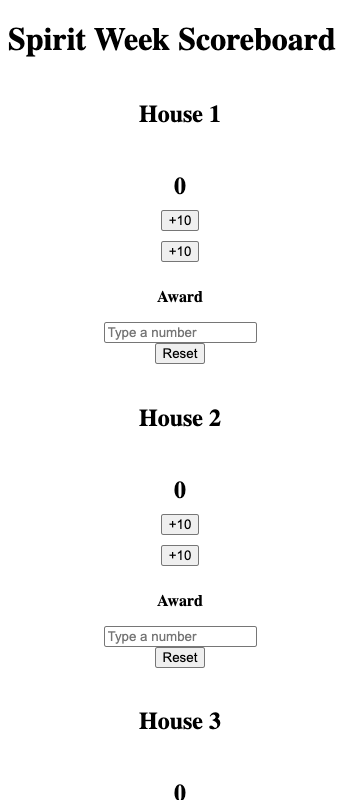 Spirit Week Scoreboard
House 1
0
+10
+10
Award
Type a number
Reset
House 2
0
+10
+10
Award
Type a number
Reset
House 3
0